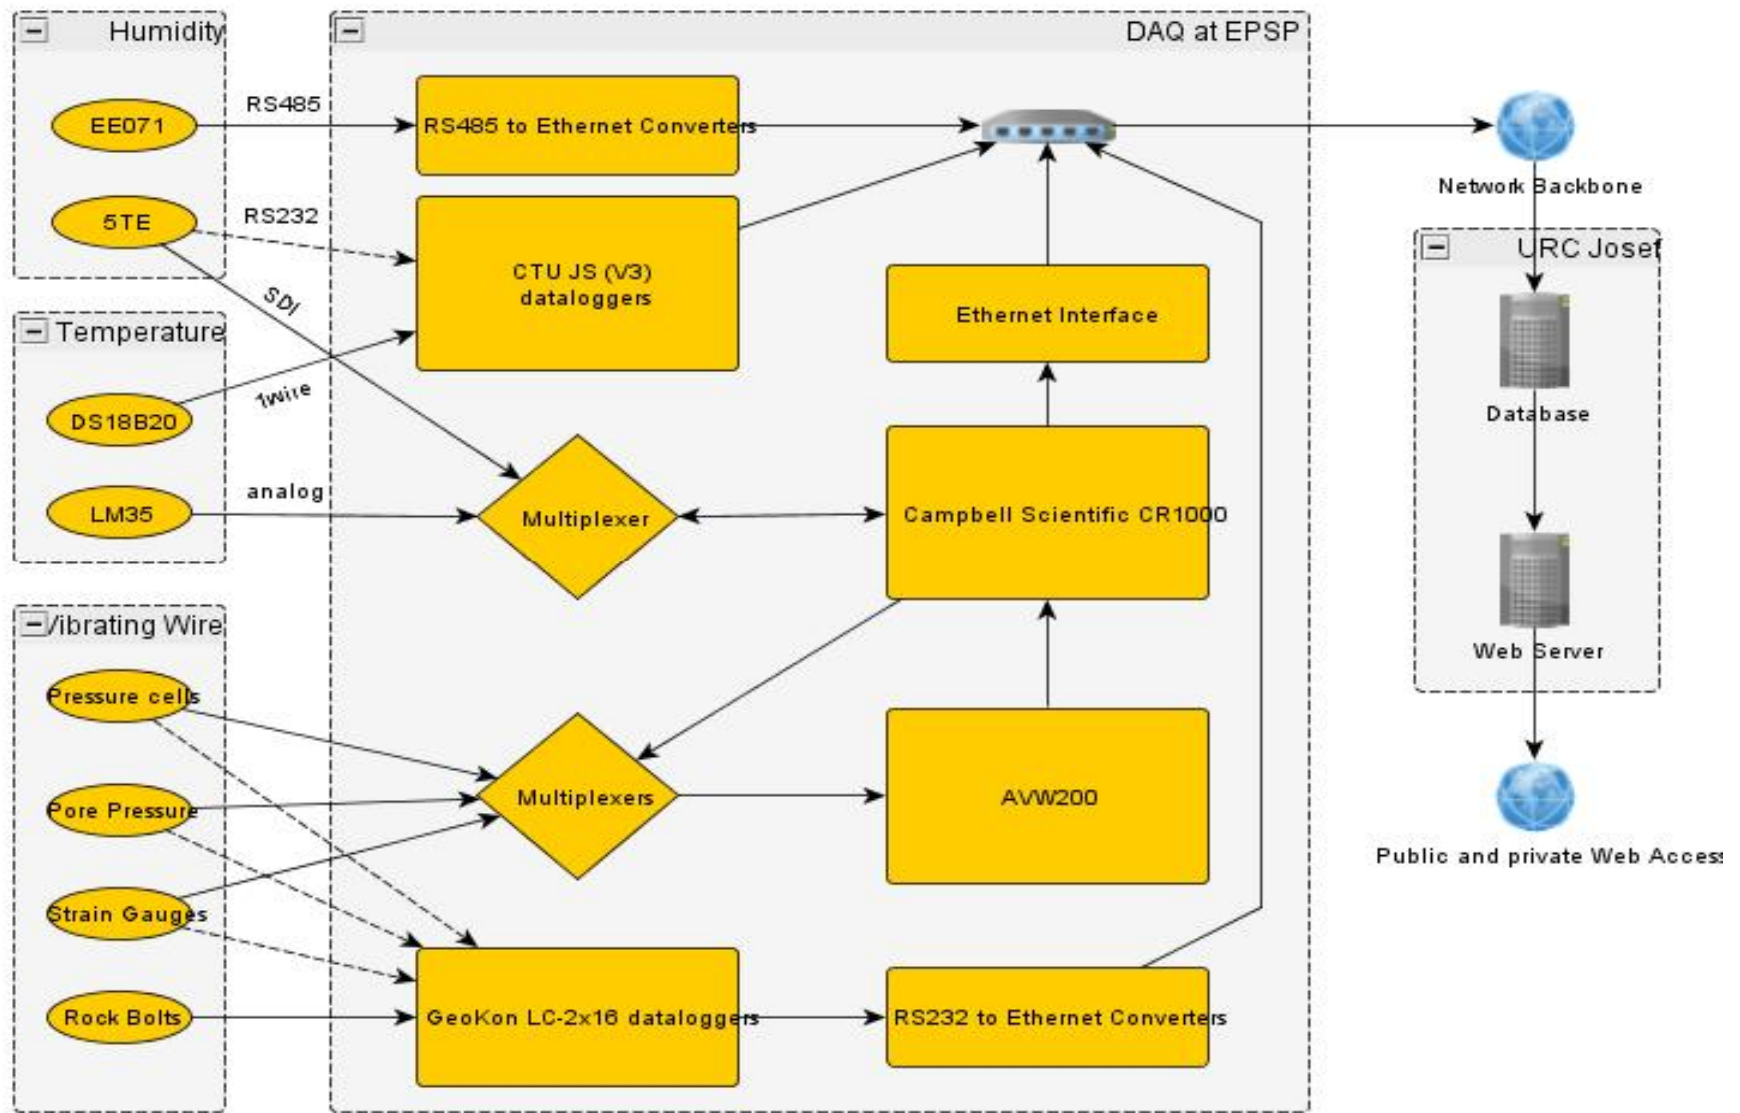 Humidity
DAQ at EPSP
EE071
RS485
RS485 to Ethernet Converters
Network Backbone
5TE
RS232
CTU JS (V3)
dataloggers
SDI
URC Josef
Temperature
Ethernet Interface
DS18B20
1wire
Database
LM35
analog
Multiplexer
Campbell Scientific CR1000
Vibrating Wire
Web Server
Pressure cells
Pore Pressure
Multiplexers
AVW200
Public and private Web Access
Strain Gauges
Rock Bolts
GeoKon LC-2x16 dataloggers
RS232 to Ethernet Converters